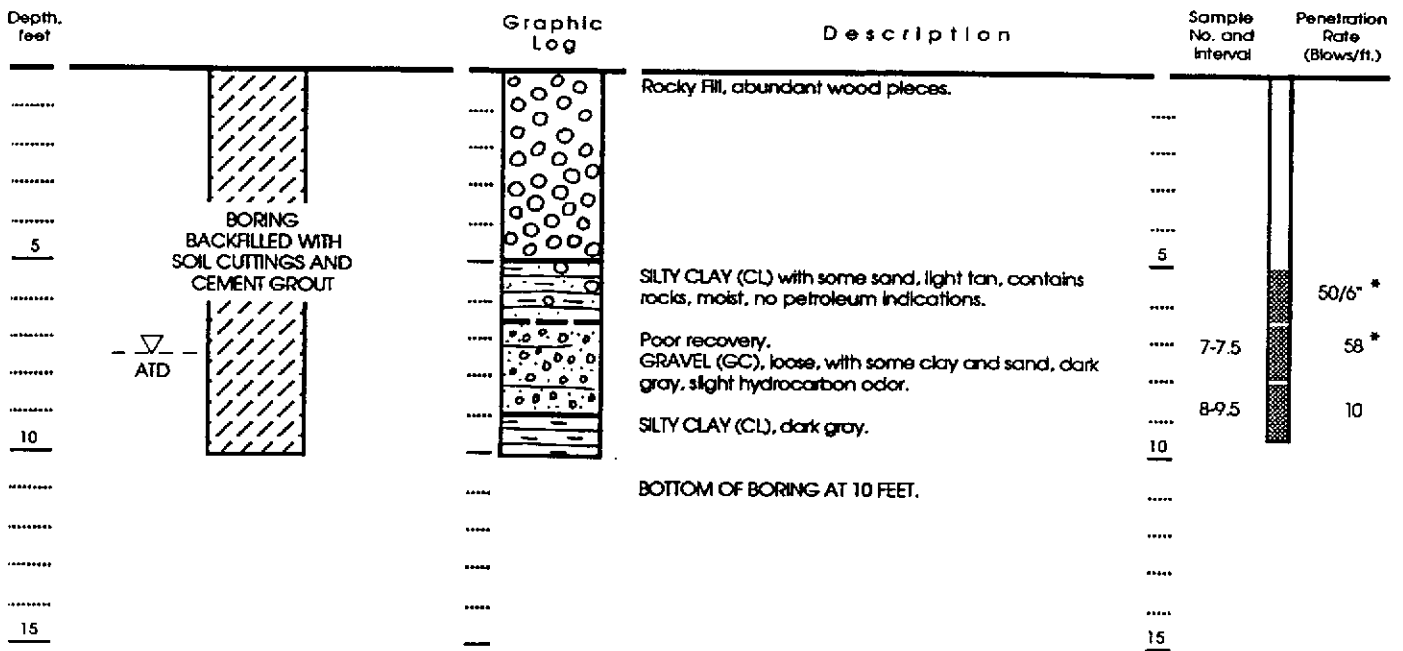 Depth, feet
Graphic Log
Description
Sample No. and Interval
Penetration Rate (Blows/ft.)
Rocky Fill, abundant wood pieces.
BORING
BACKFILLED WITH
SOIL CUTTINGS AND
CEMENT GROUT
5
5
SILTY CLAY (CL) with some sand, light tan, contains
rocks, moist, no petroleum indications.
50/6" *
Poor recovery.
GRAVEL (GC), loose, with some clay and sand, dark
gray, slight hydrocarbon odor.
7-7.5
58 *
ATD
8-9.5
10
SILTY CLAY (CL), dark gray.
10
10
BOTTOM OF BORING AT 10 FEET.
15
15